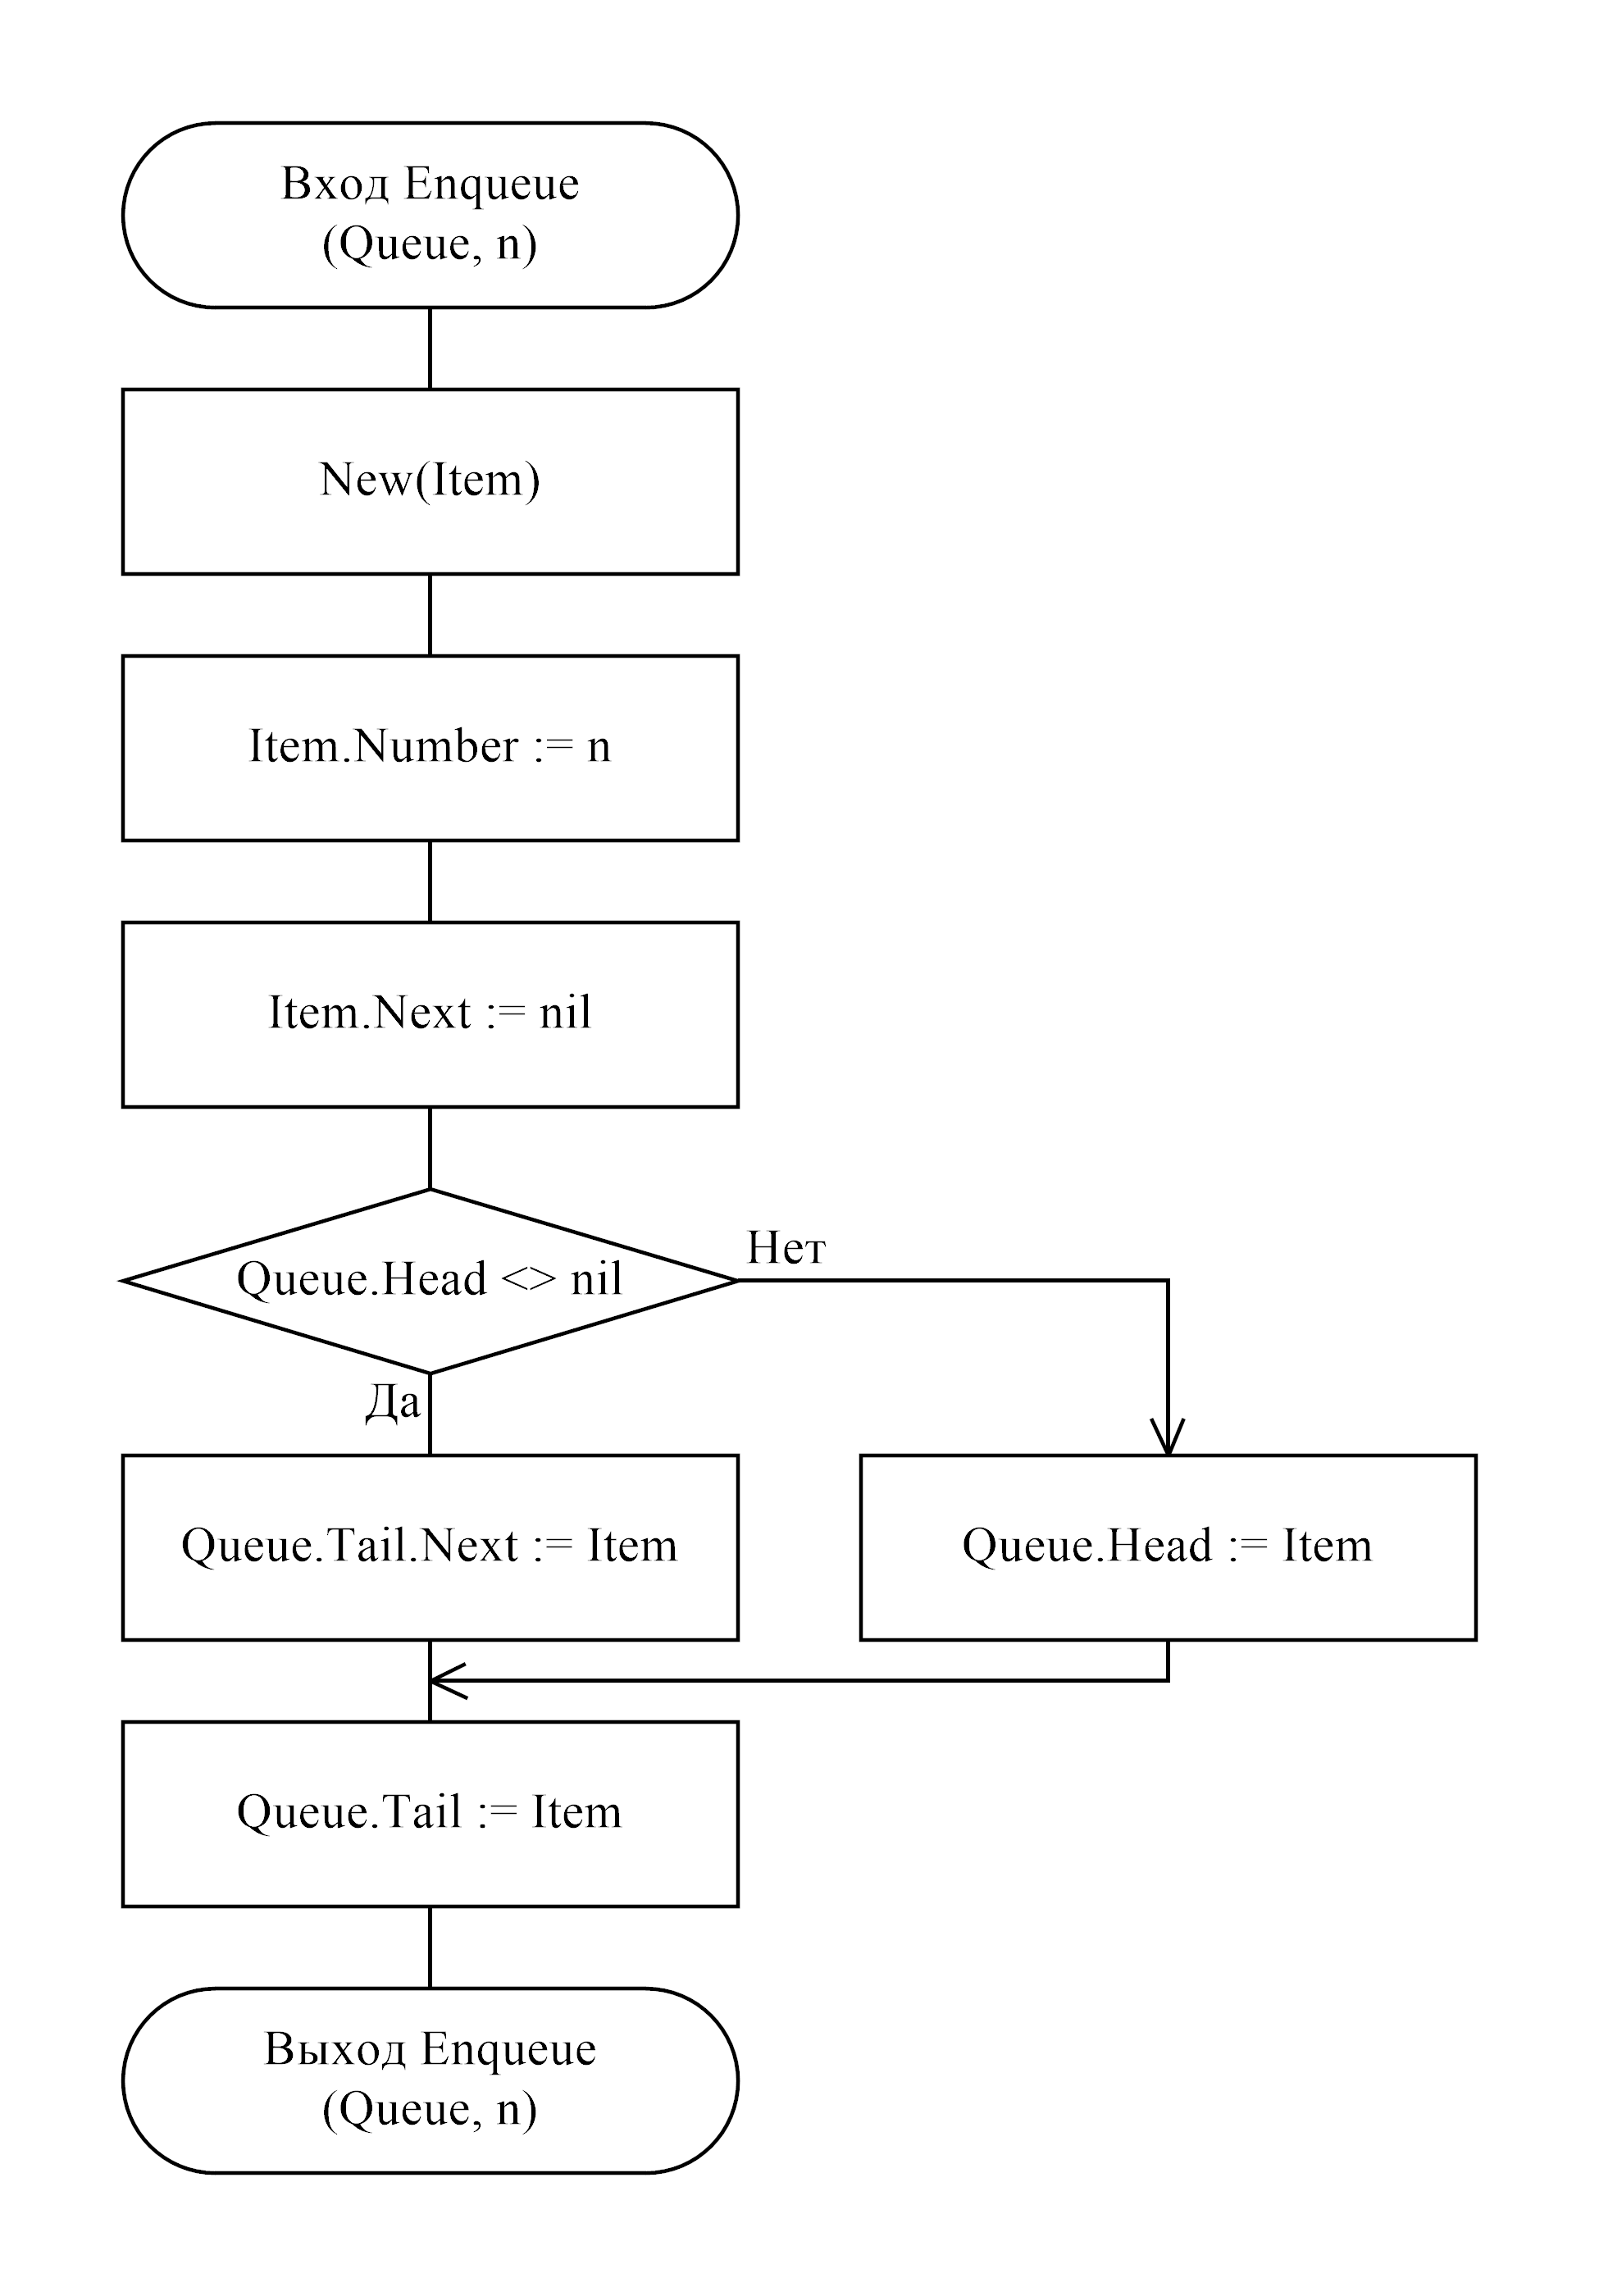 Вход Enqueue
(Queue, n)
New(Item)
Item.Number := n
Item.Next := nil
Queue.Head <> nil
Нет
Да
Queue.Tail.Next := Item
Queue.Head := Item
Queue.Tail := Item
Выход Enqueue
(Queue, n)